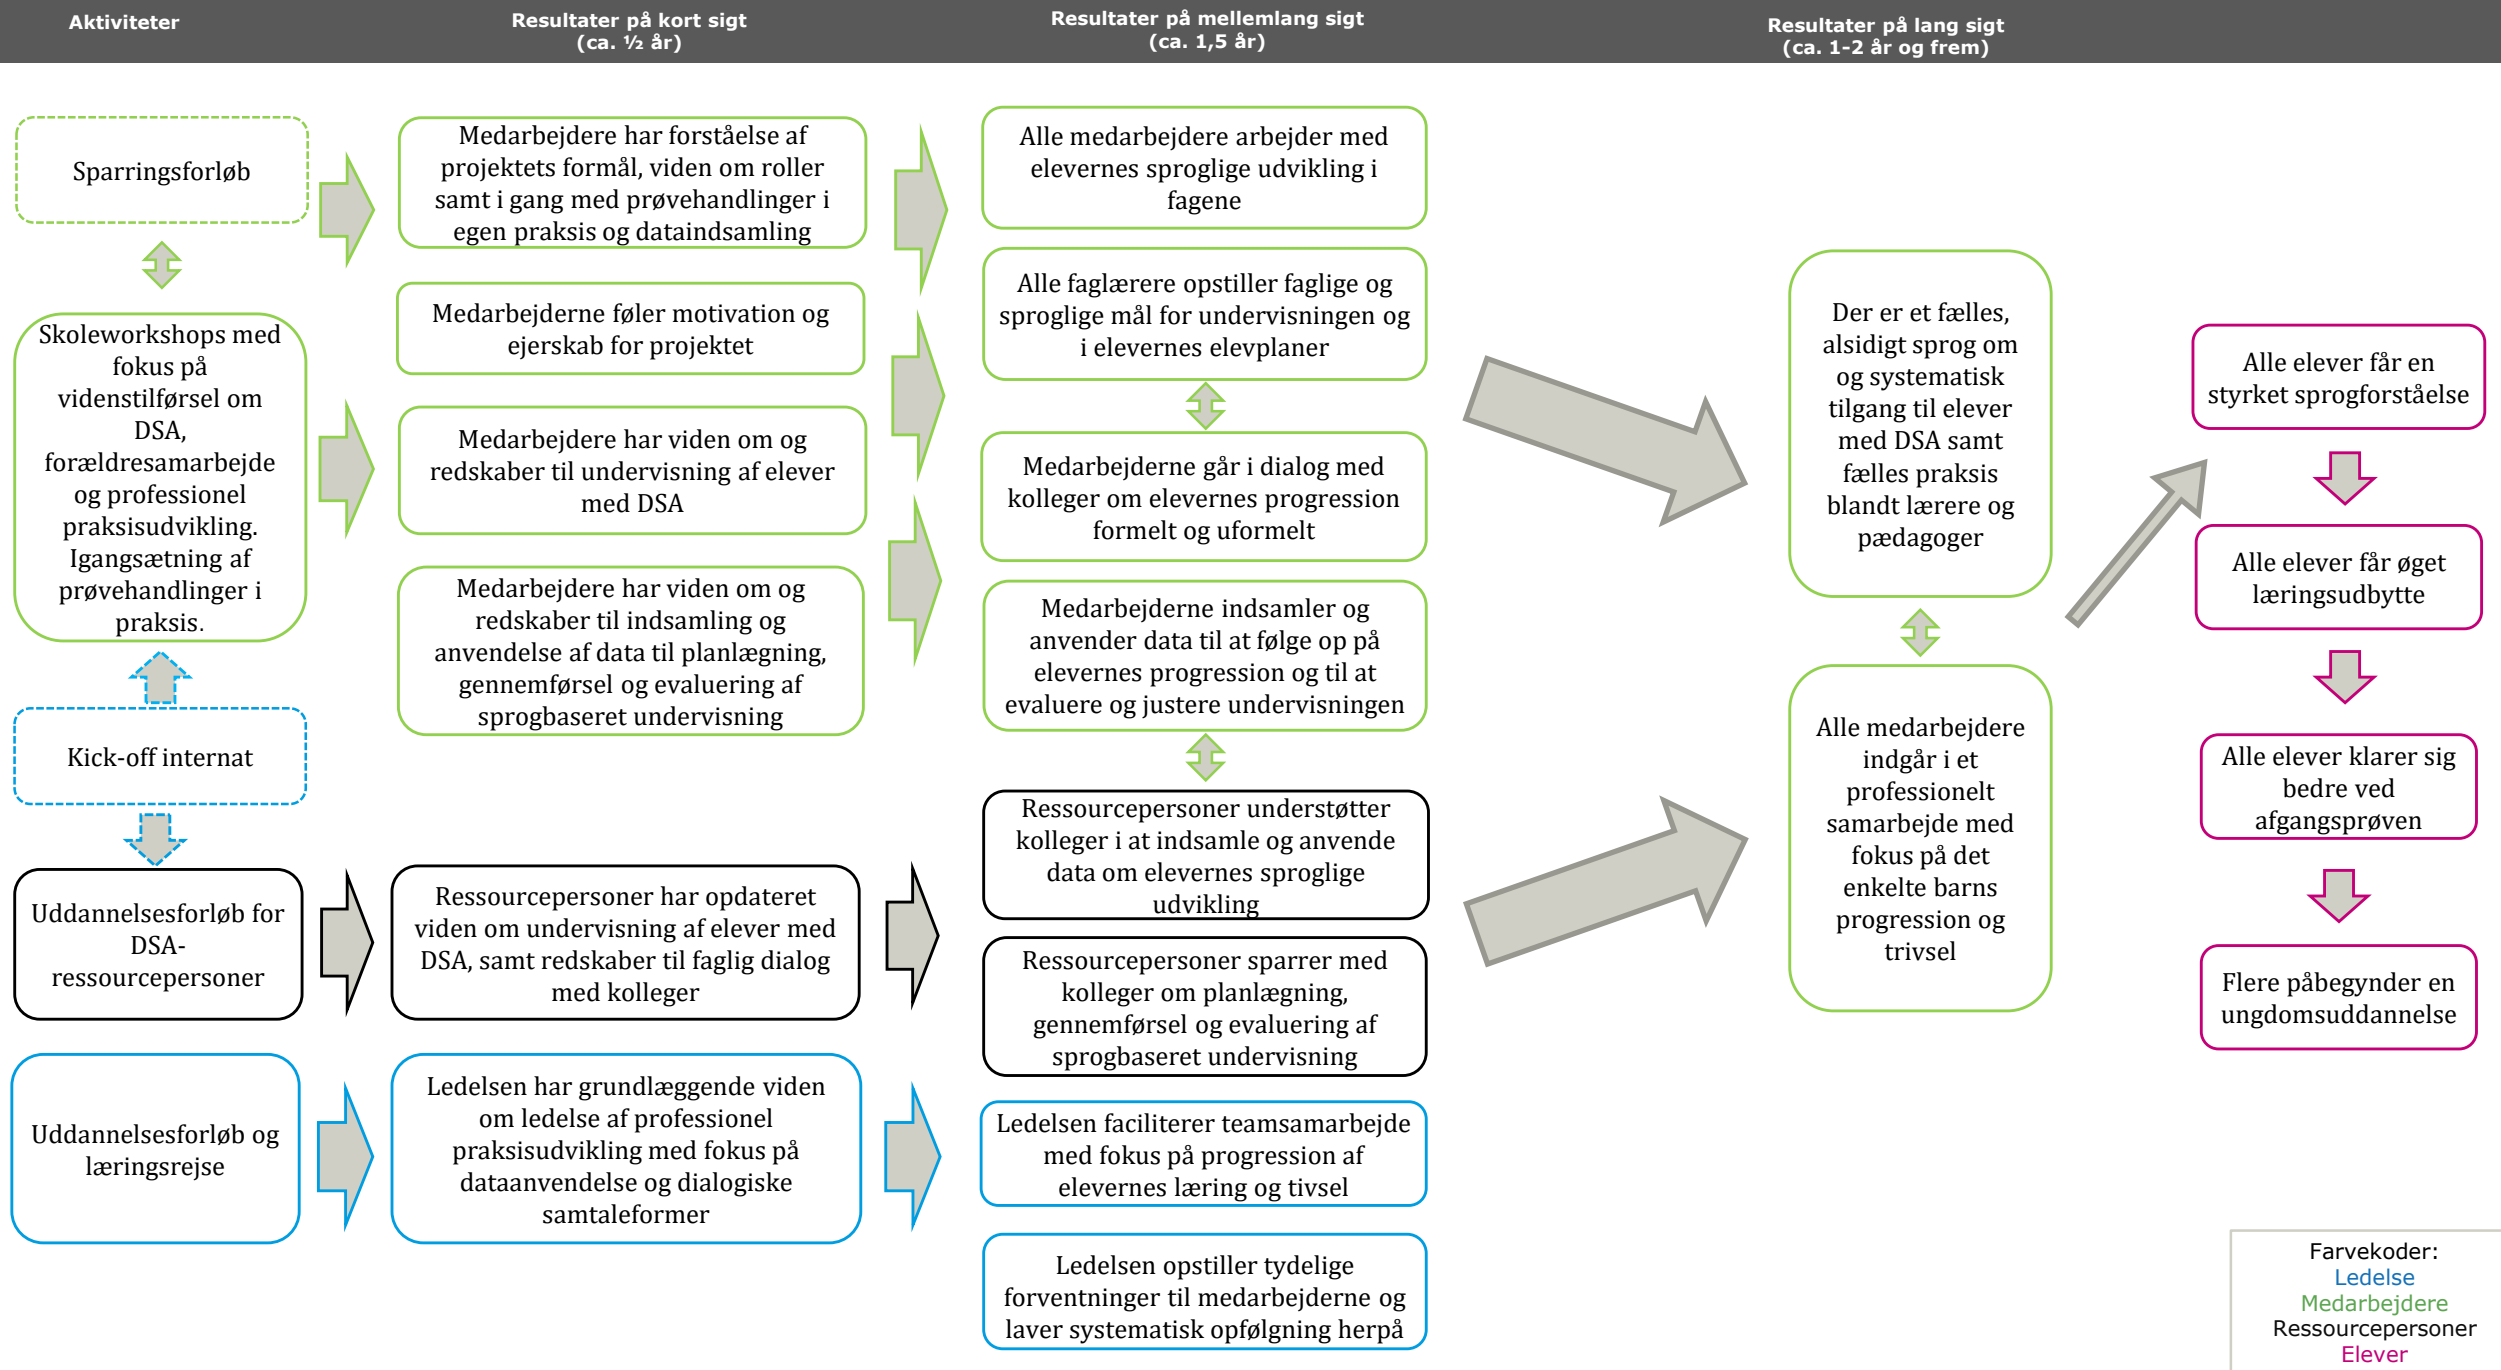 Aktiviteter
Resultater på kort sigt
(ca. ½ år)
Resultater på mellemlang sigt
(ca. 1,5 år)
Resultater på lang sigt
(ca. 1-2 år og frem)
Sparringsforløb
Skoleworkshops med
fokus på
videnstilførsel om
DSA,
forældresamarbejde
og professionel
praksisudvikling.
Igangsætning af
prøvehandlinger i
praksis.
Kick-off internat
Uddannelsesforløb for
DSA-
ressourcepersoner
Uddannelsesforløb og
læringsrejse
Medarbejdere har forståelse af
projektets formål, viden om roller
samt i gang med prøvehandlinger i
egen praksis og dataindsamling
Medarbejderne føler motivation og
ejerskab for projektet
Medarbejdere har viden om og
redskaber til undervisning af elever
med DSA
Medarbejdere har viden om og
redskaber til indsamling og
anvendelse af data til planlægning,
gennemførsel og evaluering af
sprogbaseret undervisning
Ressourcepersoner har opdateret
viden om undervisning af elever med
DSA, samt redskaber til faglig dialog
med kolleger
Ledelsen har grundlæggende viden
om ledelse af professionel
praksisudvikling med fokus på
dataanvendelse og dialogiske
samtaleformer
Alle medarbejdere arbejder med
elevernes sproglige udvikling i
fagene
Alle faglærere opstiller faglige og
sproglige mål for undervisningen og
i elevernes elevplaner
Medarbejderne går i dialog med
kolleger om elevernes progression
formelt og uformelt
Medarbejderne indsamler og
anvender data til at følge op på
elevernes progression og til at
evaluere og justere undervisningen
Ressourcepersoner understøtter
kolleger i at indsamle og anvende
data om elevernes sproglige
udvikling
Ressourcepersoner sparrer med
kolleger om planlægning,
gennemførsel og evaluering af
sprogbaseret undervisning
Ledelsen faciliterer teamsamarbejde
med fokus på progression af
elevernes læring og tivsel
Ledelsen opstiller tydelige
forventninger til medarbejderne og
laver systematisk opfølgning herpå
Der er et fælles,
alsidigt sprog om
og systematisk
tilgang til elever
med DSA samt
fælles praksis
blandt lærere og
pædagoger
Alle medarbejdere
indgår i et
professionelt
samarbejde med
fokus på det
enkelte barns
progression og
trivsel
Alle elever får en
styrket sprogforståelse
Alle elever får øget
læringsudbytte
Alle elever klarer sig
bedre ved
afgangsprøven
Flere påbegynder en
ungdomsuddannelse
Farvekoder:
Ledelse
Medarbejdere
Ressourcepersoner
Elever